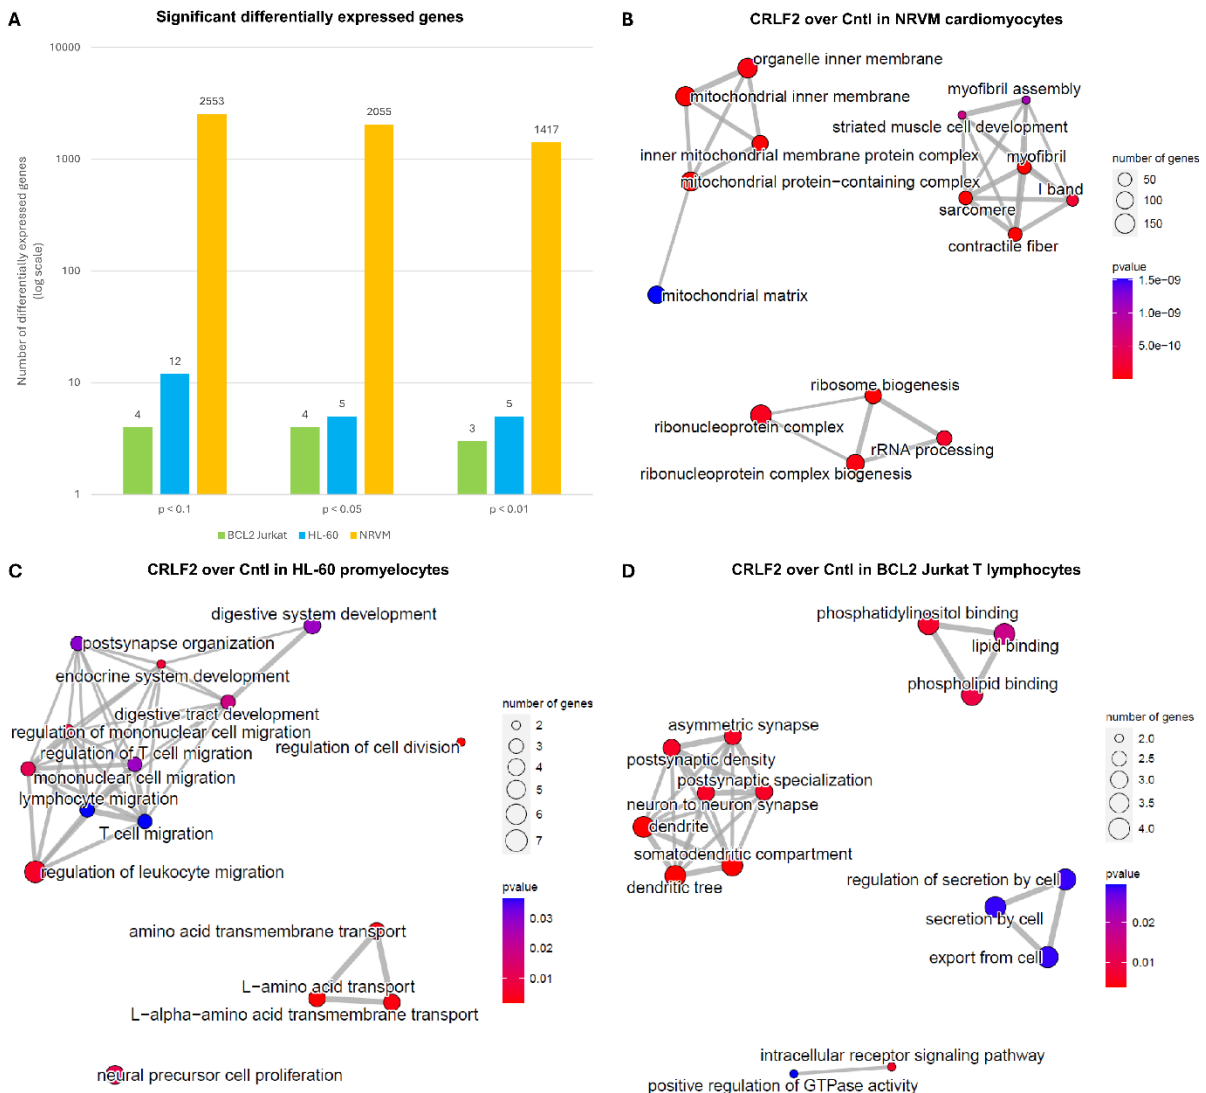 A
Significant differentially expressed genes
10000
1000
100
10
1
Number of differentially expressed genes
(log scale)
2553
2055
1417
4
12
4
5
3
5
p < 0.1
p < 0.05
p < 0.01
BCL2 Jurkat
HL-60
NRVM
B
CRLF2 over Cntl in NRVM cardiomyocytes
organelle inner membrane
mitochondrial inner membrane
inner mitochondrial membrane protein complex
mitochondrial protein−containing complex
mitochondrial matrix
myofibril assembly
striated muscle cell development
myofibril
I band
sarcomere
contractile fiber
ribosome biogenesis
ribonucleoprotein complex
rRNA processing
ribonucleoprotein complex biogenesis
number of genes
50
100
150
pvalue
1.5e−09
1.0e−09
5.0e−10
C
CRLF2 over Cntl in HL-60 promyelocytes
digestive system development
postsynapse organization
endocrine system development
digestive tract development
regulation of mononuclear cell migration
regulation of cell division
regulation of T cell migration
mononuclear cell migration
lymphocyte migration
T cell migration
regulation of leukocyte migration
amino acid transmembrane transport
L−amino acid transport
L−alpha−amino acid transmembrane transport
neural precursor cell proliferation
number of genes
2
3
4
5
6
7
pvalue
0.03
0.02
0.01
D
CRLF2 over Cntl in BCL2 Jurkat T lymphocytes
phosphatidylinositol binding
lipid binding
phospholipid binding
asymmetric synapse
postsynaptic density
postsynaptic specialization
neuron to neuron synapse
dendrite
somatodendritic compartment
dendritic tree
regulation of secretion by cell
secretion by cell
export from cell
intracellular receptor signaling pathway
positive regulation of GTPase activity
number of genes
2.0
2.5
3.0
3.5
4.0
pvalue
0.02
0.01